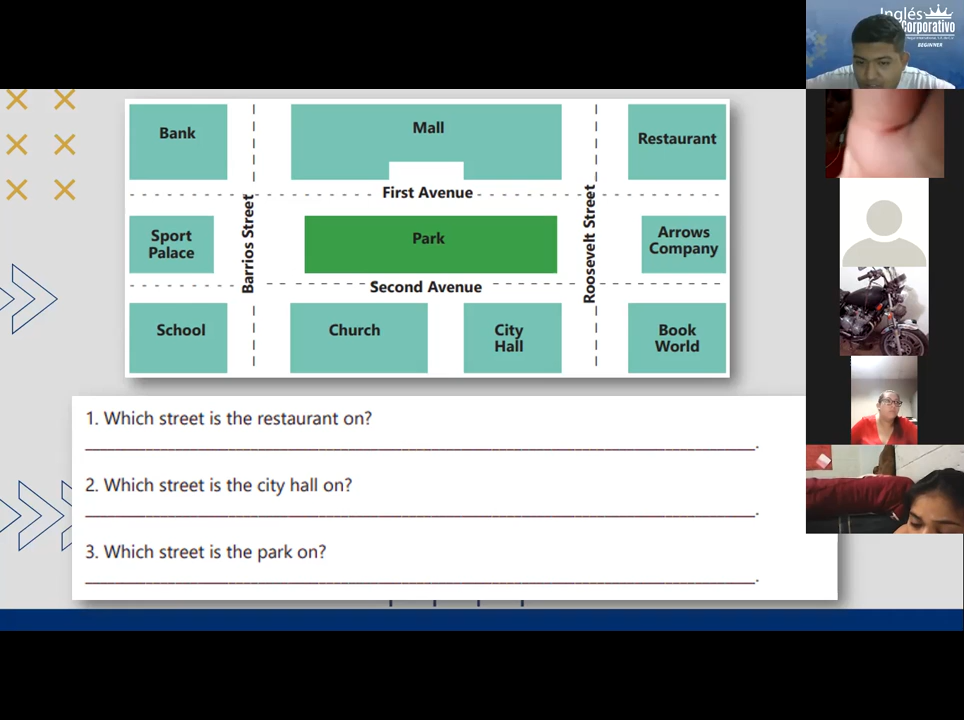 Inglés
Corporativo
BEGINNER
Bank
Mall
Restaurant
First Avenue
Sport
Palace
Barrios Street
Park
Roosevelt Street
Arrows
Company
Second Avenue
School
Church
City
Hall
Book
World
1. Which street is the restaurant on?
.
2. Which street is the city hall on?
.
3. Which street is the park on?
.